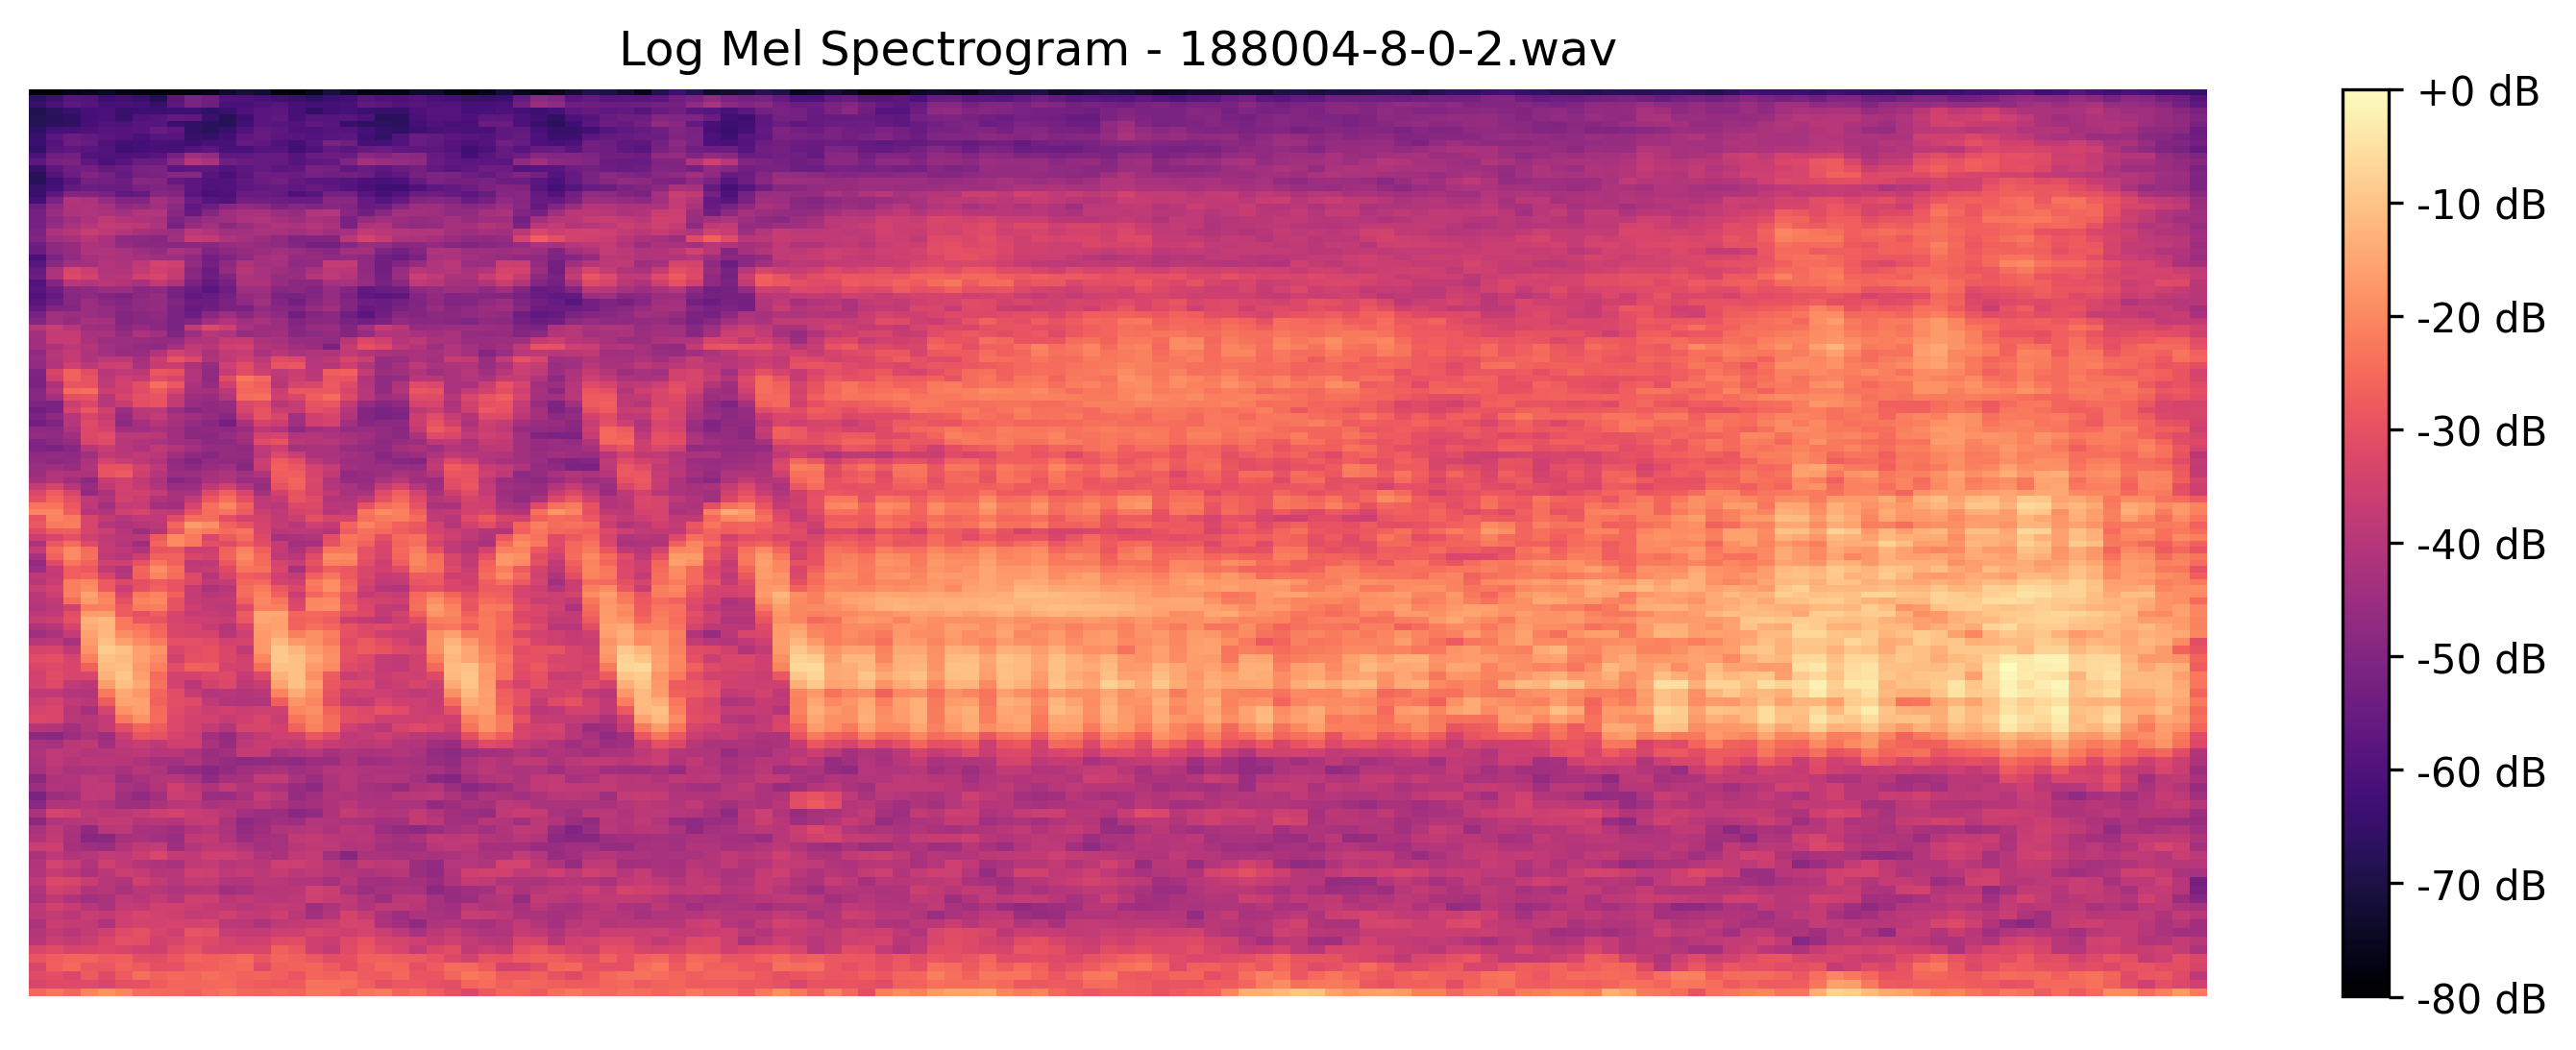 Log Mel Spectrogram - 188004-8-0-2.wav
+0 dB
-10 dB
-20 dB
-30 dB
-40 dB
-50 dB
-60 dB
-70 dB
-80 dB